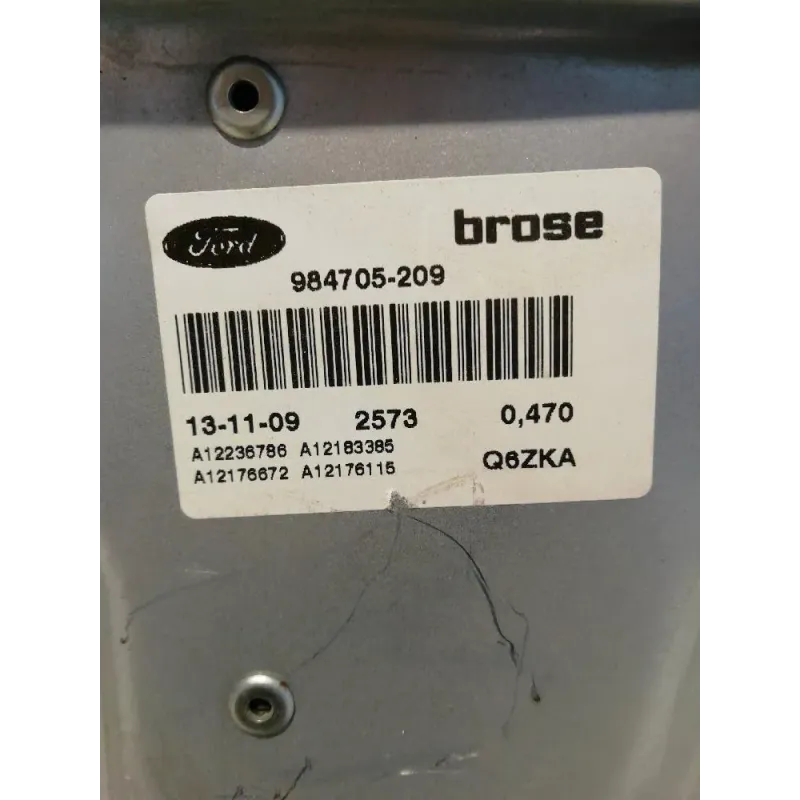 Ford brose
984705-209
13-11-09 2573 0,470
A12236786 A12183385
A12176672 A12176115 Q6ZKA